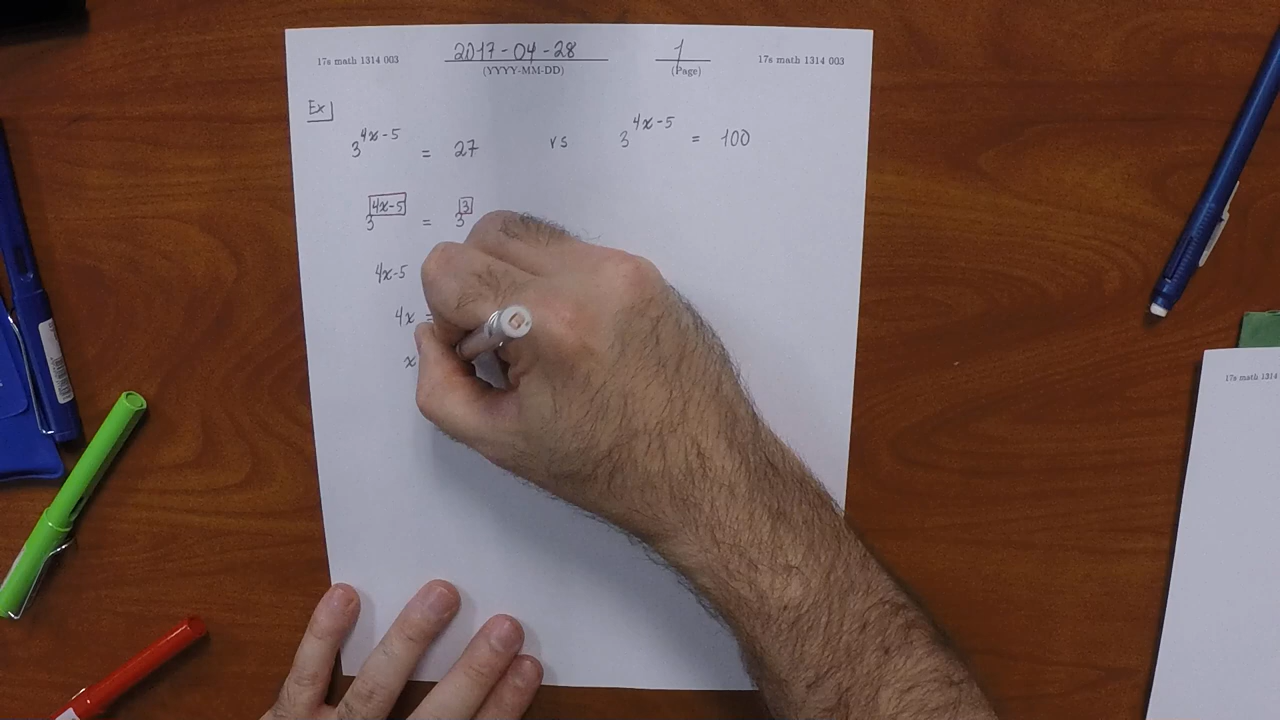 17s math 1314 003 2017-04-28 1 17s math 1314 003
(YYYY-MM-DD) (Page)
Ex
3^{4x-5} = 27 vs 3^{4x-5} = 100
3^{4x-5} = 3^{3}
4x-5
4x =
x
17s math 1314